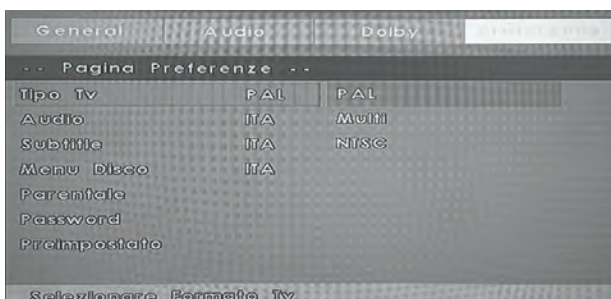 General Audio Dolby
-- Pagina Preferenze --
Tipo Tv PAL PAL
Audio ITA Multi
Subtitle ITA NTSC
Menu Disco ITA
Parentale
Password
Preimpostato
Selezionare Formato Tv